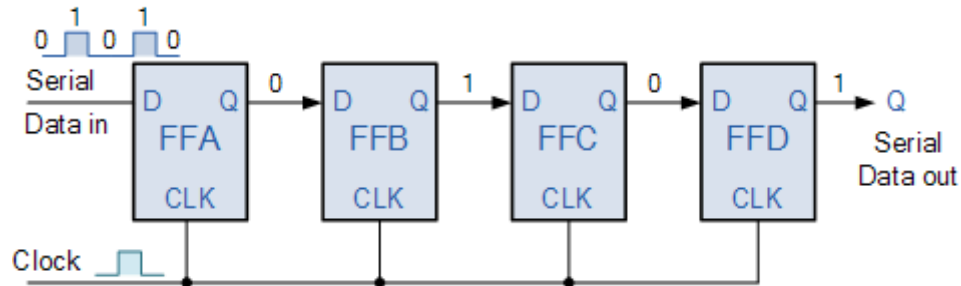 1 1
0 0 0
Serial
Data in
D Q 0 D Q 1 D Q 0 D Q 1 Q
FFA FFB FFC FFD
Serial
Data out
CLK CLK CLK CLK
Clock